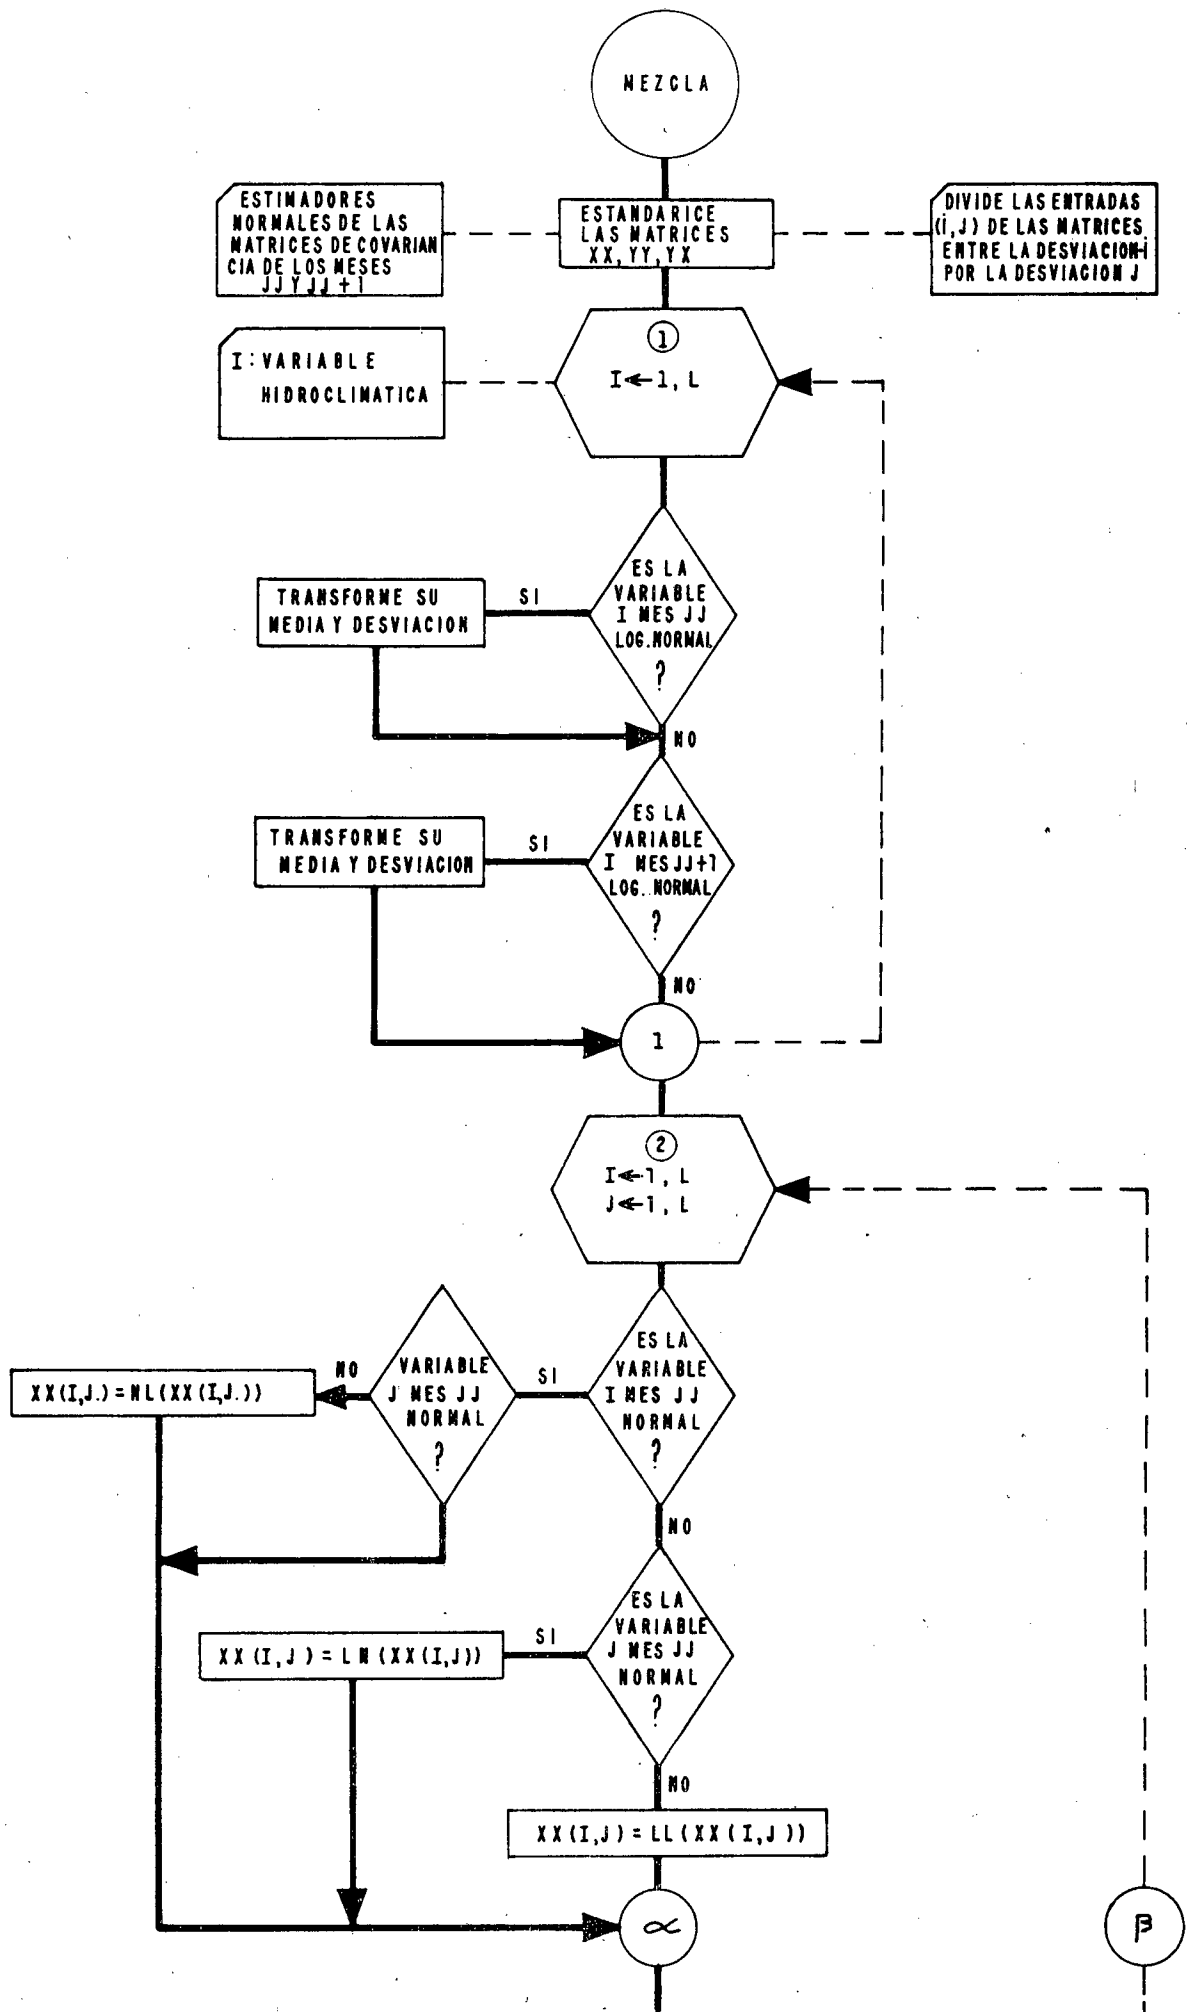 MEZCLA
ESTIMADORES
NORMALES DE LAS
MATRICES DE COVARIAN
CIA DE LOS MESES
JJ Y JJ + 1
ESTANDARICE
LAS MATRICES
XX, YY, YX
DIVIDE LAS ENTRADAS
(i, J) DE LAS MATRICES
ENTRE LA DESVIACION-i
POR LA DESVIACION J
I: VARIABLE
HIDROCLIMATICA
1
I←1, L
ES LA
VARIABLE
I MES JJ
LOG. NORMAL
?
SI
TRANSFORME SU
MEDIA Y DESVIACION
NO
ES LA
VARIABLE
I MES JJ+1
LOG. NORMAL
?
SI
TRANSFORME SU
MEDIA Y DESVIACION
NO
1
2
I←1, L
J←1, L
ES LA
VARIABLE
I MES JJ
NORMAL
?
SI
VARIABLE
J MES JJ
NORMAL
?
NO
XX(I,J.) = NL(XX(I,J.))
NO
ES LA
VARIABLE
J MES JJ
NORMAL
?
SI
XX(I,J) = LN(XX(I,J))
NO
XX(I,J) = LL(XX(I,J))
∝
β